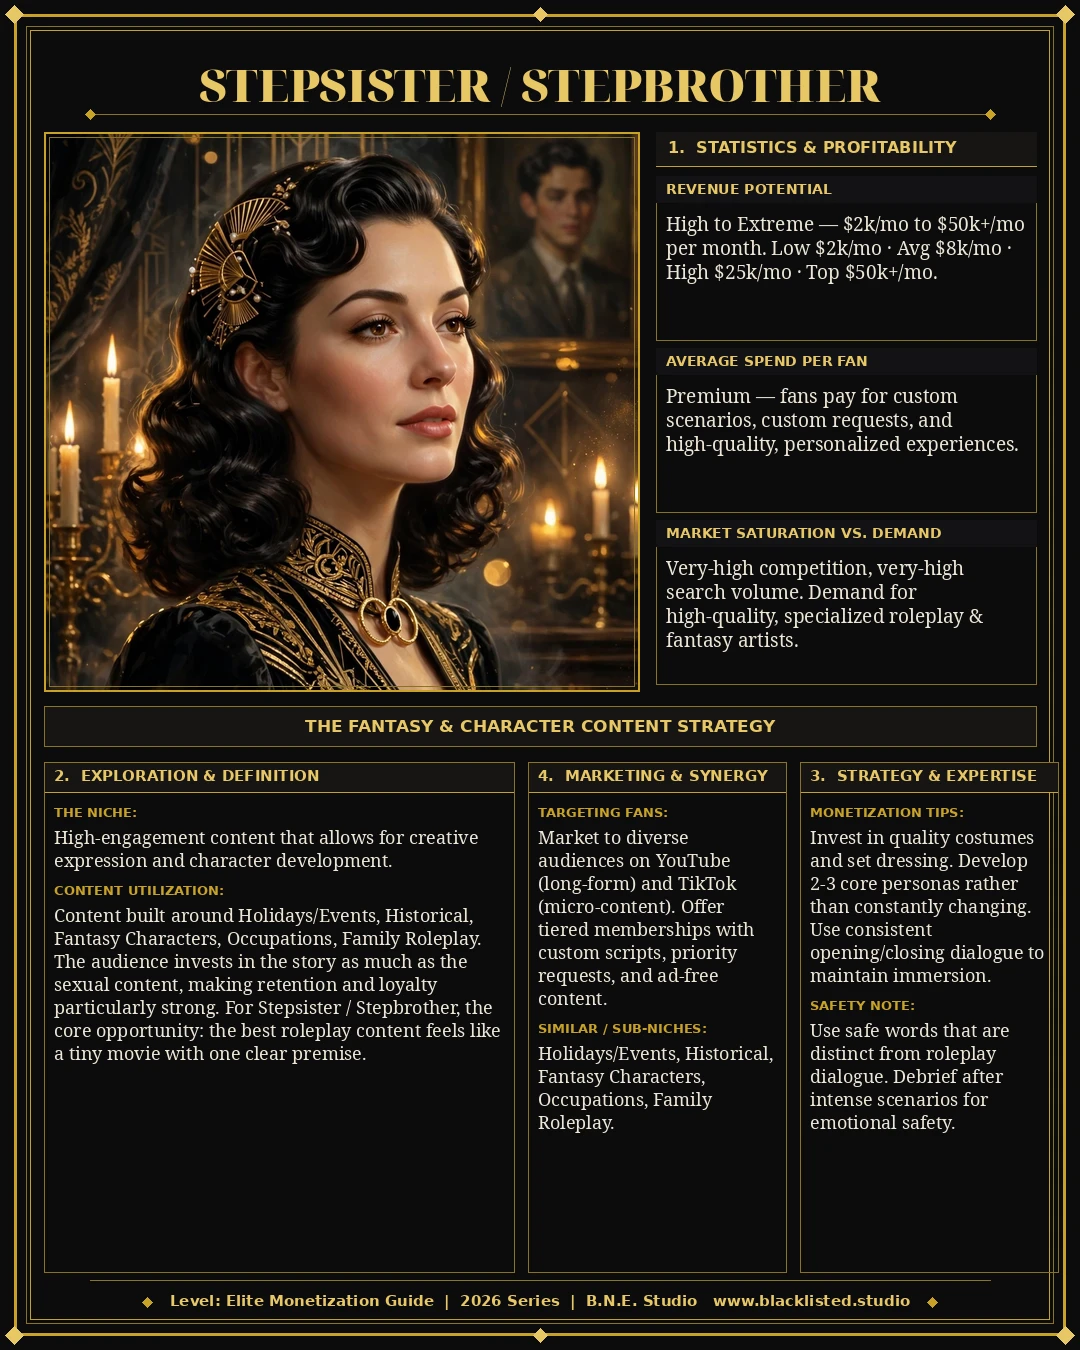 STEPSISTER / STEPBROTHER
1. STATISTICS & PROFITABILITY
REVENUE POTENTIAL
High to Extreme — $2k/mo to $50k+/mo
per month. Low $2k/mo · Avg $8k/mo ·
High $25k/mo · Top $50k+/mo.
AVERAGE SPEND PER FAN
Premium — fans pay for custom
scenarios, custom requests, and
high-quality, personalized experiences.
MARKET SATURATION VS. DEMAND
Very-high competition, very-high
search volume. Demand for
high-quality, specialized roleplay &
fantasy artists.
THE FANTASY & CHARACTER CONTENT STRATEGY
2. EXPLORATION & DEFINITION
THE NICHE:
High-engagement content that allows for creative
expression and character development.
CONTENT UTILIZATION:
Content built around Holidays/Events, Historical,
Fantasy Characters, Occupations, Family Roleplay.
The audience invests in the story as much as the
sexual content, making retention and loyalty
particularly strong. For Stepsister / Stepbrother, the
core opportunity: the best roleplay content feels like
a tiny movie with one clear premise.
4. MARKETING & SYNERGY
TARGETING FANS:
Market to diverse
audiences on YouTube
(long-form) and TikTok
(micro-content). Offer
tiered memberships with
custom scripts, priority
requests, and ad-free
content.
SIMILAR / SUB-NICHES:
Holidays/Events, Historical,
Fantasy Characters,
Occupations, Family
Roleplay.
3. STRATEGY & EXPERTISE
MONETIZATION TIPS:
Invest in quality costumes
and set dressing. Develop
2-3 core personas rather
than constantly changing.
Use consistent
opening/closing dialogue to
maintain immersion.
SAFETY NOTE:
Use safe words that are
distinct from roleplay
dialogue. Debrief after
intense scenarios for
emotional safety.
Level: Elite Monetization Guide | 2026 Series | B.N.E. Studio www.blacklisted.studio